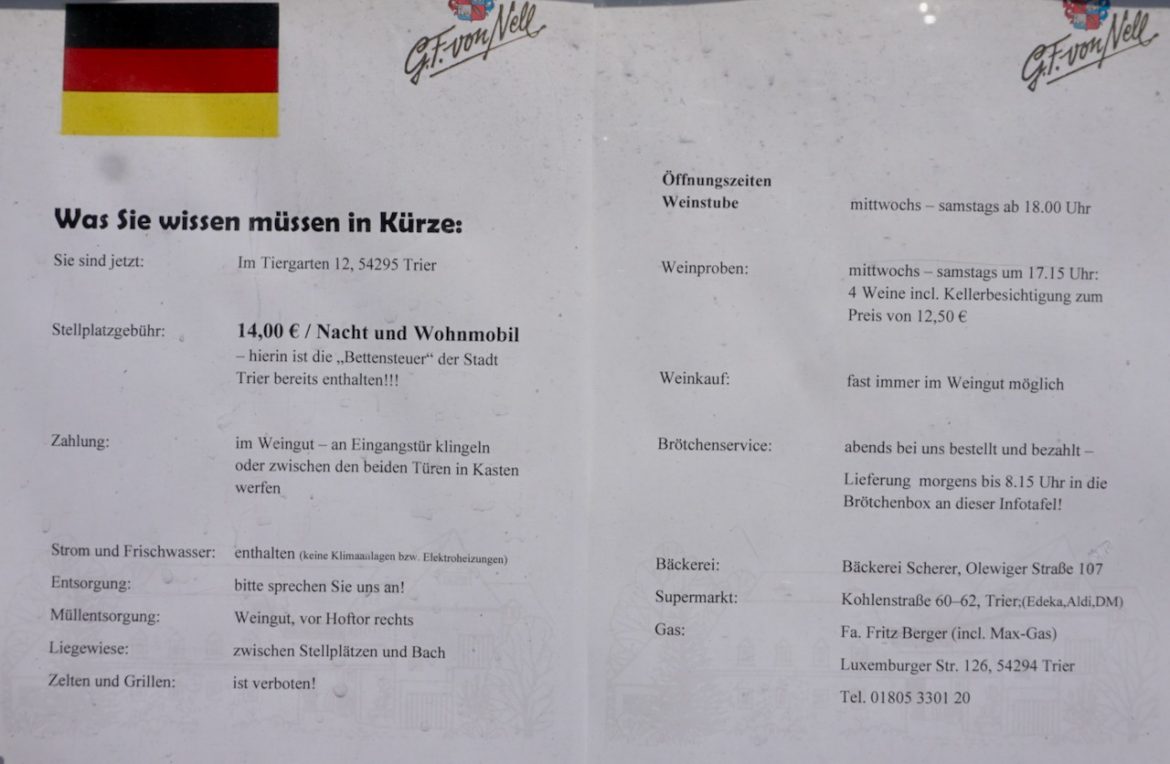 G.F. von Nell
Was Sie wissen müssen in Kürze:
Sie sind jetzt: Im Tiergarten 12, 54295 Trier
Stellplatzgebühr: 14,00 € / Nacht und Wohnmobil
– hierin ist die „Bettensteuer“ der Stadt
Trier bereits enthalten!!!
Zahlung: im Weingut – an Eingangstür klingeln
oder zwischen den beiden Türen in Kasten
werfen
Strom und Frischwasser: enthalten (keine Klimaanlagen bzw. Elektroheizungen)
Entsorgung: bitte sprechen Sie uns an!
Müllentsorgung: Weingut, vor Hoftor rechts
Liegewiese: zwischen Stellplätzen und Bach
Zelten und Grillen: ist verboten!
G.F. von Nell
Öffnungszeiten
Weinstube mittwochs – samstags ab 18.00 Uhr
Weinproben: mittwochs – samstags um 17.15 Uhr:
4 Weine incl. Kellerbesichtigung zum
Preis von 12,50 €
Weinkauf: fast immer im Weingut möglich
Brötchenservice: abends bei uns bestellt und bezahlt –
Lieferung morgens bis 8.15 Uhr in die
Brötchenbox an dieser Infotafel!
Bäckerei: Bäckerei Scherer, Olewiger Straße 107
Supermarkt: Kohlenstraße 60–62, Trier;(Edeka,Aldi,DM)
Gas: Fa. Fritz Berger (incl. Max-Gas)
Luxemburger Str. 126, 54294 Trier
Tel. 01805 3301 20